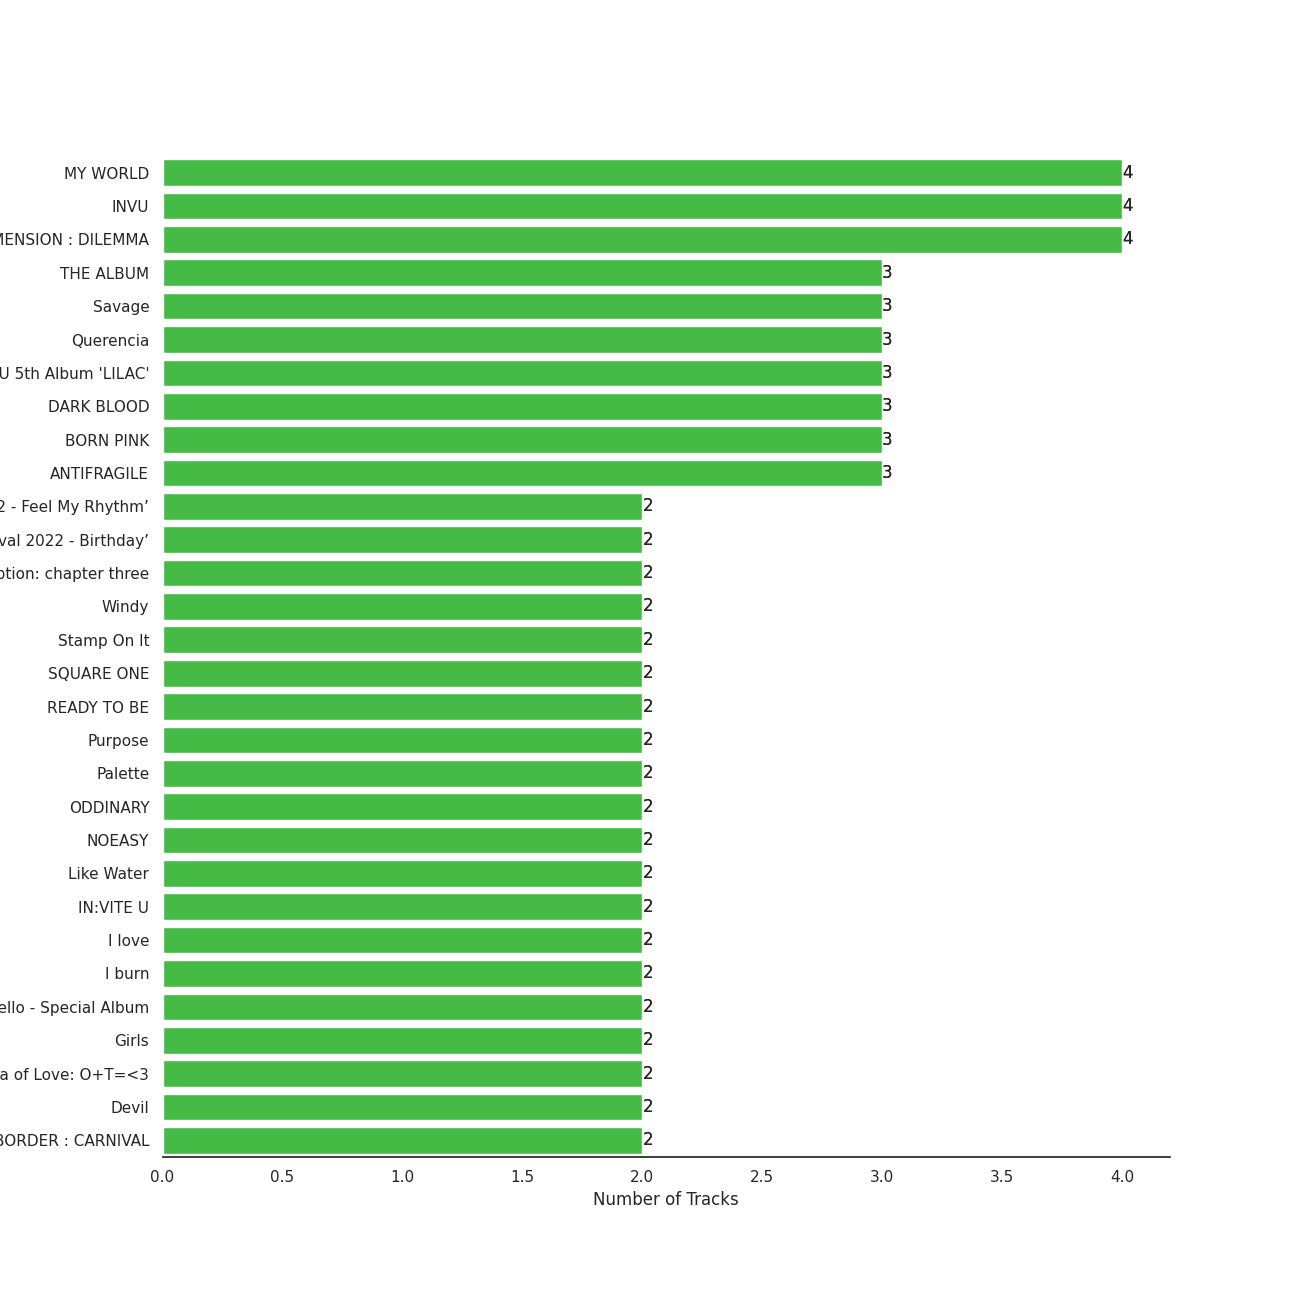 MY WORLD 4
INVU 4
MENSION : DILEMMA 4
THE ALBUM 3
Savage 3
Querencia 3
U 5th Album 'LILAC' 3
DARK BLOOD 3
BORN PINK 3
ANTIFRAGILE 3
2 - Feel My Rhythm’ 2
val 2022 - Birthday’ 2
ption: chapter three 2
Windy 2
Stamp On It 2
SQUARE ONE 2
READY TO BE 2
Purpose 2
Palette 2
ODDINARY 2
NOEASY 2
Like Water 2
IN:VITE U 2
I love 2
I burn 2
ello - Special Album 2
Girls 2
a of Love: O+T=<3 2
Devil 2
BORDER : CARNIVAL 2
0.0 0.5 1.0 1.5 2.0 2.5 3.0 3.5 4.0
Number of Tracks